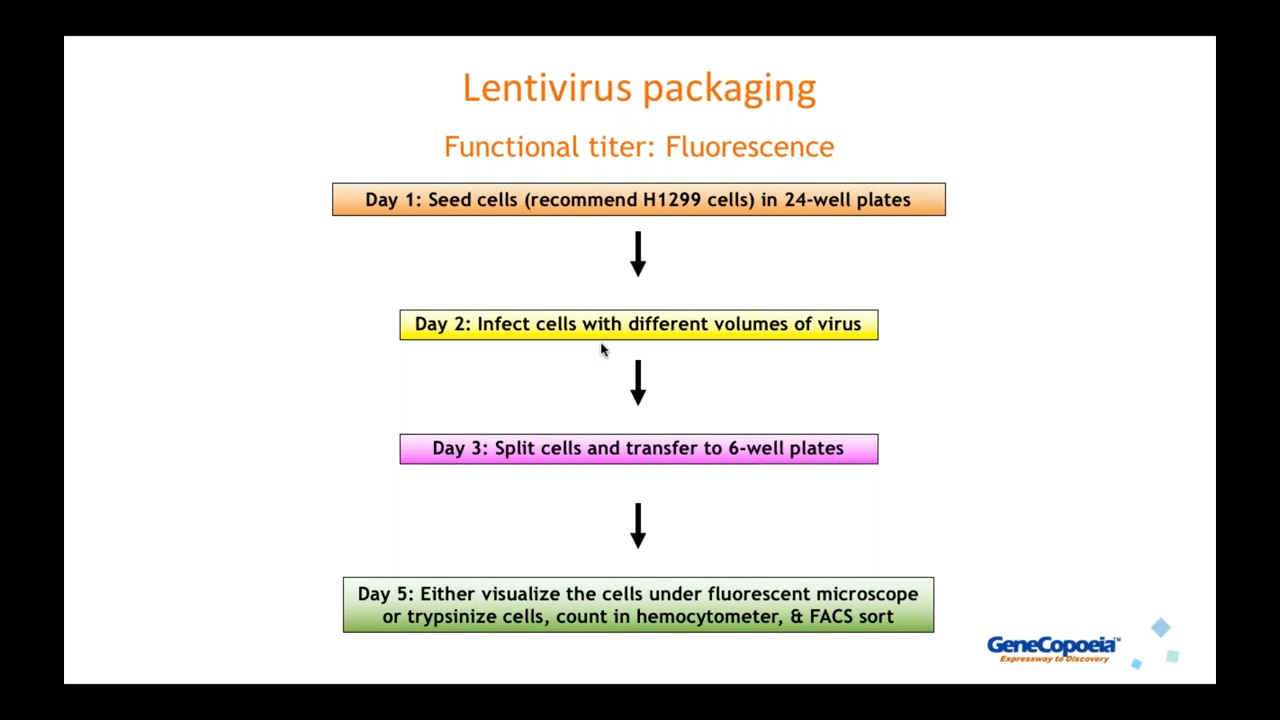 Lentivirus packaging
Functional titer: Fluorescence
Day 1: Seed cells (recommend H1299 cells) in 24-well plates
Day 2: Infect cells with different volumes of virus
Day 3: Split cells and transfer to 6-well plates
Day 5: Either visualize the cells under fluorescent microscope
or trypsinize cells, count in hemocytometer, & FACS sort
GeneCopoeia™
Expressway to Discovery